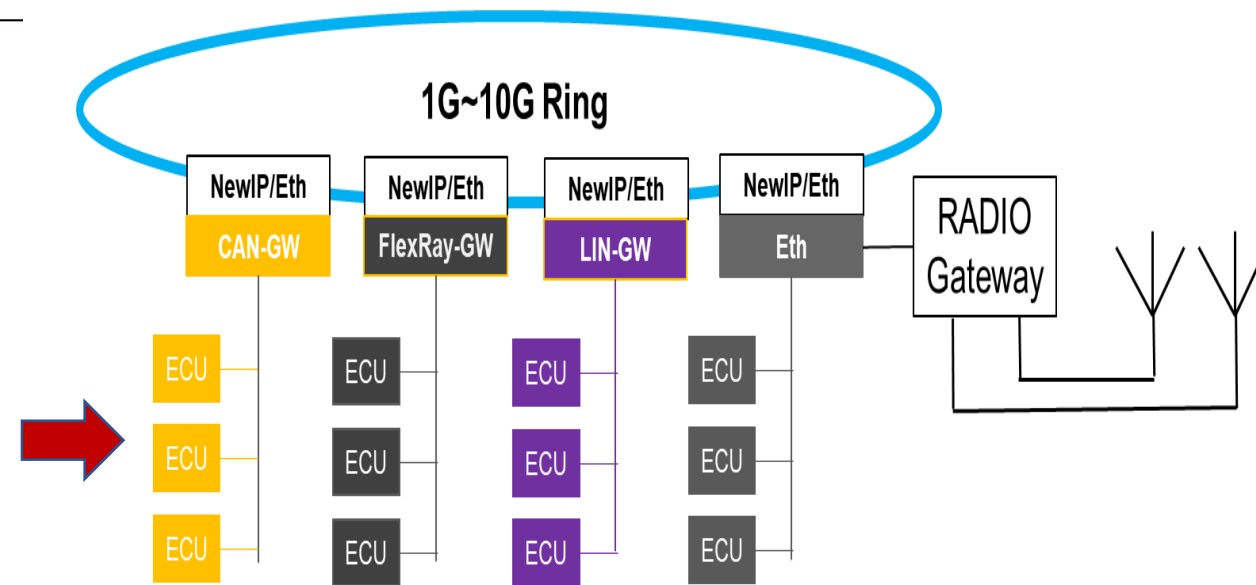 1G~10G Ring
NewIP/Eth
NewIP/Eth
NewIP/Eth
NewIP/Eth
CAN-GW
FlexRay-GW
LIN-GW
Eth
RADIO
Gateway
ECU
ECU
ECU
ECU
ECU
ECU
ECU
ECU
ECU
ECU
ECU
ECU